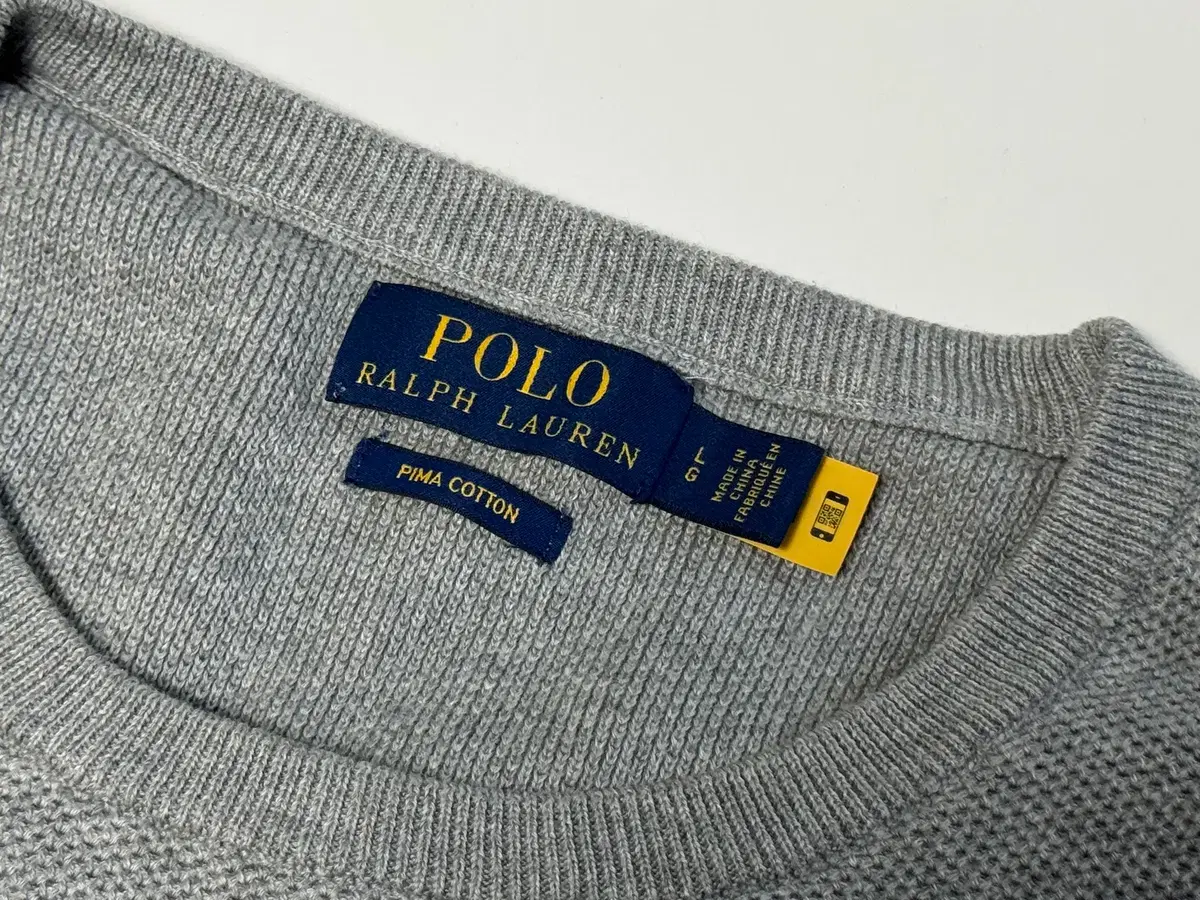 POLO
RALPH LAUREN
PIMA COTTON
L
G
MADE IN
CHINA
FABRIQUÉ EN
CHINE